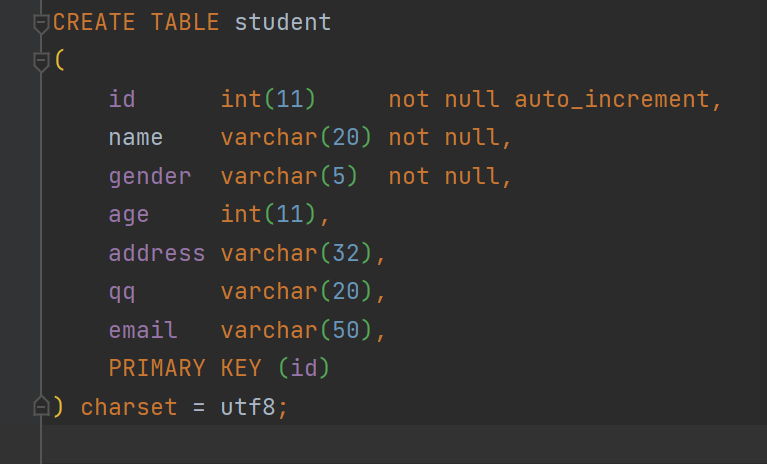 CREATE TABLE student
(
    id      int(11)     not null auto_increment,
    name    varchar(20) not null,
    gender  varchar(5)  not null,
    age     int(11),
    address varchar(32),
    qq      varchar(20),
    email   varchar(50),
    PRIMARY KEY (id)
) charset = utf8;